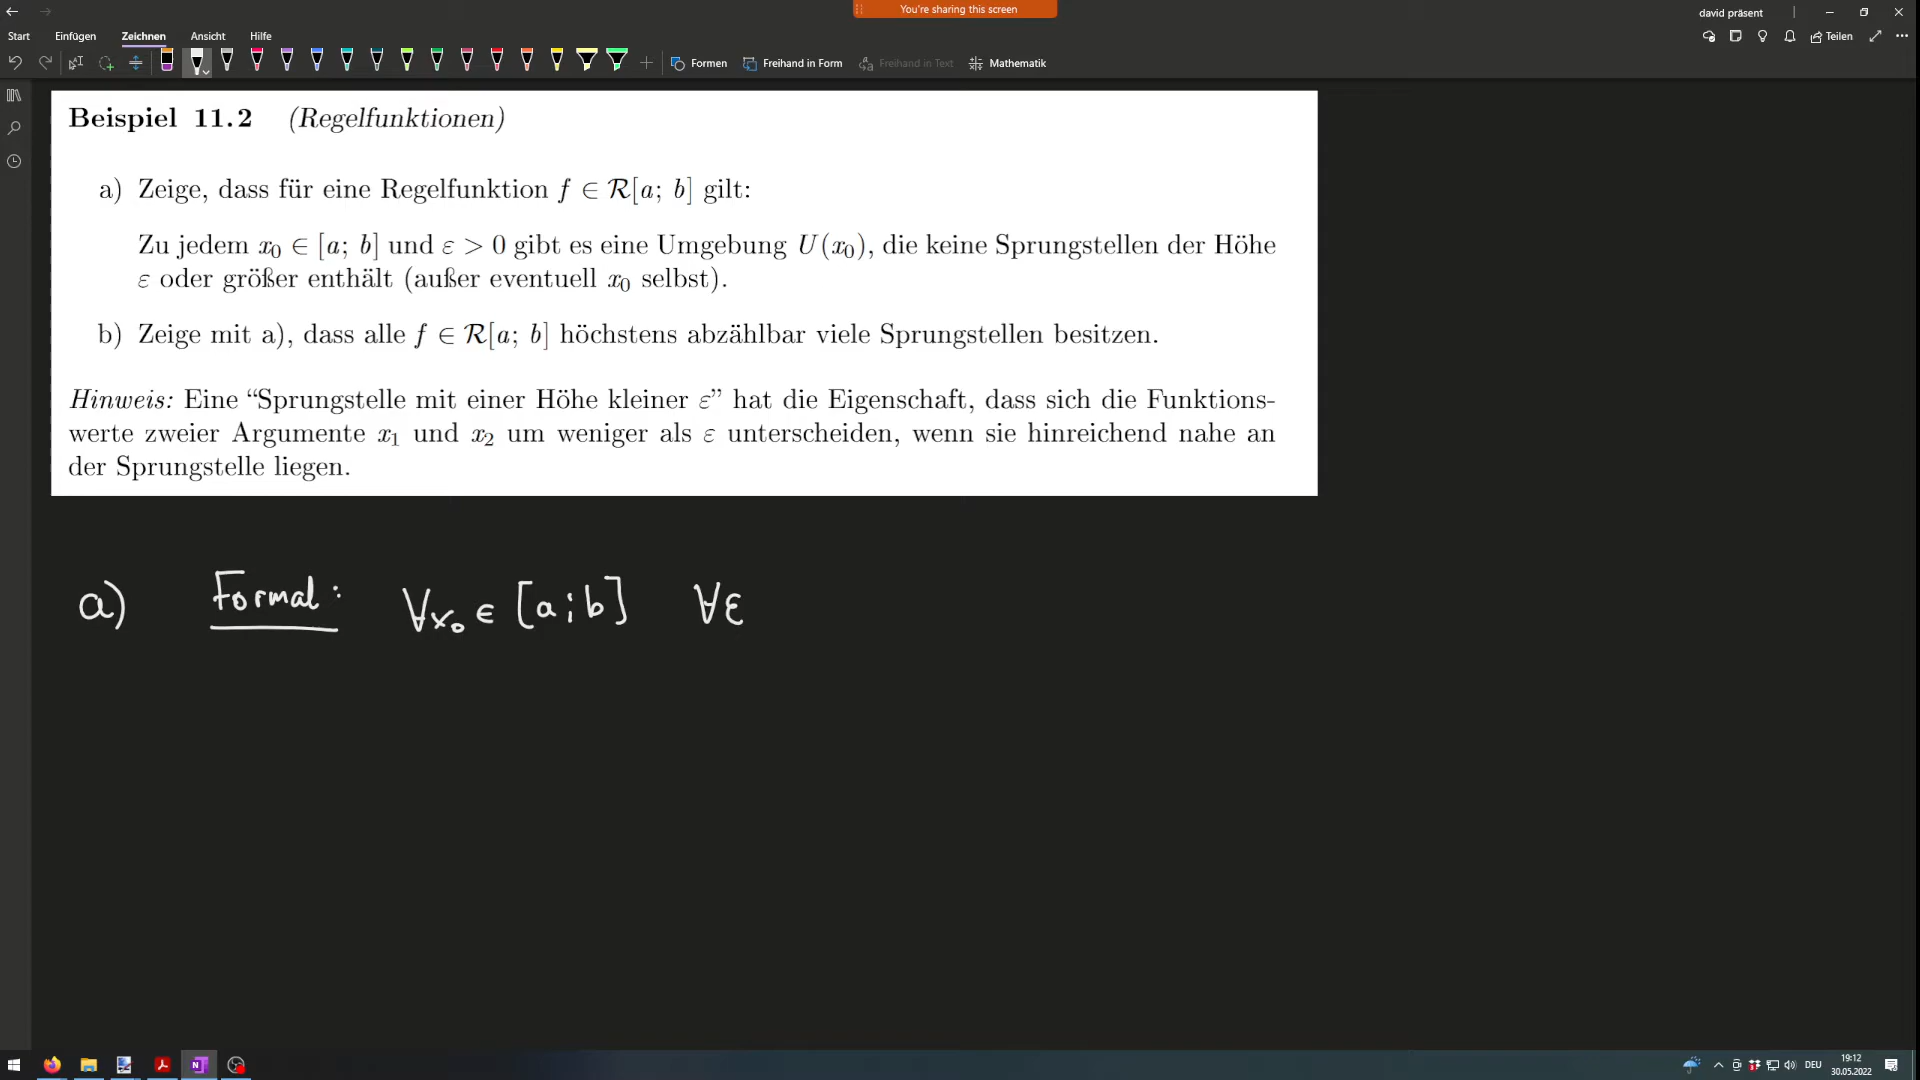 You're sharing this screen
david präsent
Start Einfügen Zeichnen Ansicht Hilfe
Teilen
Formen Freihand in Form Freihand in Text Mathematik
Beispiel 11.2 (Regelfunktionen)
a) Zeige, dass für eine Regelfunktion f ∈ ℛ[a; b] gilt:
Zu jedem x₀ ∈ [a; b] und ε > 0 gibt es eine Umgebung U(x₀), die keine Sprungstellen der Höhe
ε oder größer enthält (außer eventuell x₀ selbst).
b) Zeige mit a), dass alle f ∈ ℛ[a; b] höchstens abzählbar viele Sprungstellen besitzen.
Hinweis: Eine “Sprungstelle mit einer Höhe kleiner ε” hat die Eigenschaft, dass sich die Funktions-
werte zweier Argumente x₁ und x₂ um weniger als ε unterscheiden, wenn sie hinreichend nahe an
der Sprungstelle liegen.
a) Formal: ∀x₀ ∈ [a;b] ∀ε
DEU
19:12
30.05.2022